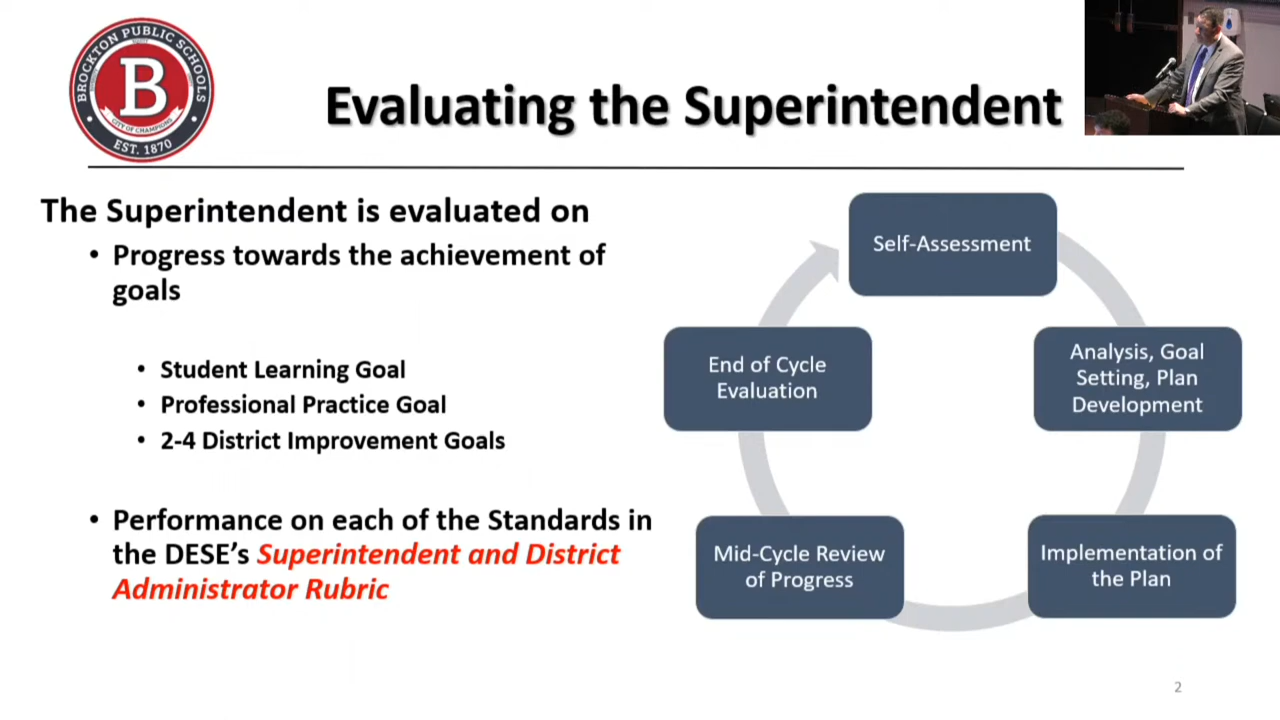 BROCKTON PUBLIC SCHOOLS
B
CITY OF CHAMPIONS
EST. 1870
Evaluating the Superintendent
The Superintendent is evaluated on
• Progress towards the achievement of
goals
• Student Learning Goal
• Professional Practice Goal
• 2-4 District Improvement Goals
• Performance on each of the Standards in
the DESE’s Superintendent and District
Administrator Rubric
Self-Assessment
Analysis, Goal
Setting, Plan
Development
Implementation of
the Plan
Mid-Cycle Review
of Progress
End of Cycle
Evaluation
2